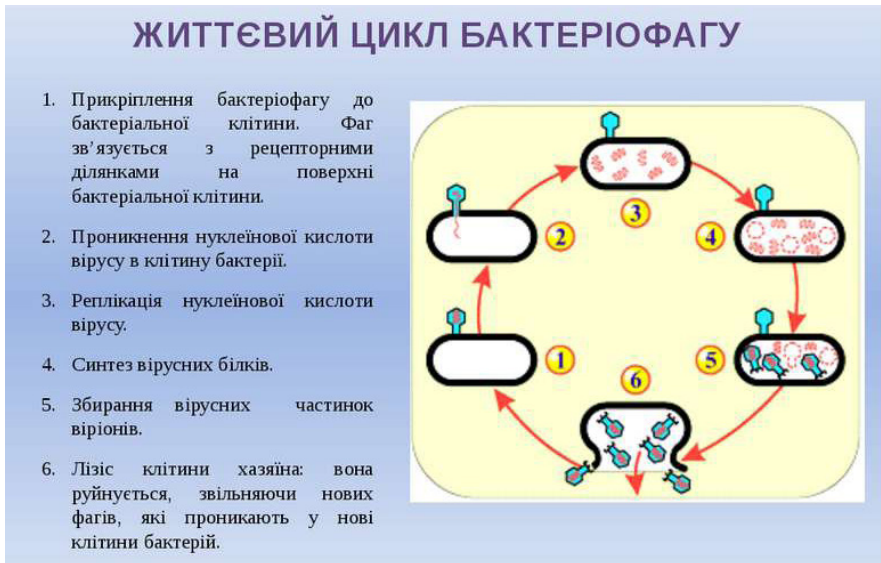 ЖИТТЄВИЙ ЦИКЛ БАКТЕРІОФАГУ
1. Прикріплення бактеріофагу до
бактеріальної клітини. Фаг
зв’язується з рецепторними
ділянками на поверхні
бактеріальної клітини.
2. Проникнення нуклеїнової кислоти
вірусу в клітину бактерії.
3. Реплікація нуклеїнової кислоти
вірусу.
4. Синтез вірусних білків.
5. Збирання вірусних частинок
віріонів.
6. Лізіс клітини хазяїна: вона
руйнується, звільняючи нових
фагів, які проникають у нові
клітини бактерій.
3
2
4
1
5
6